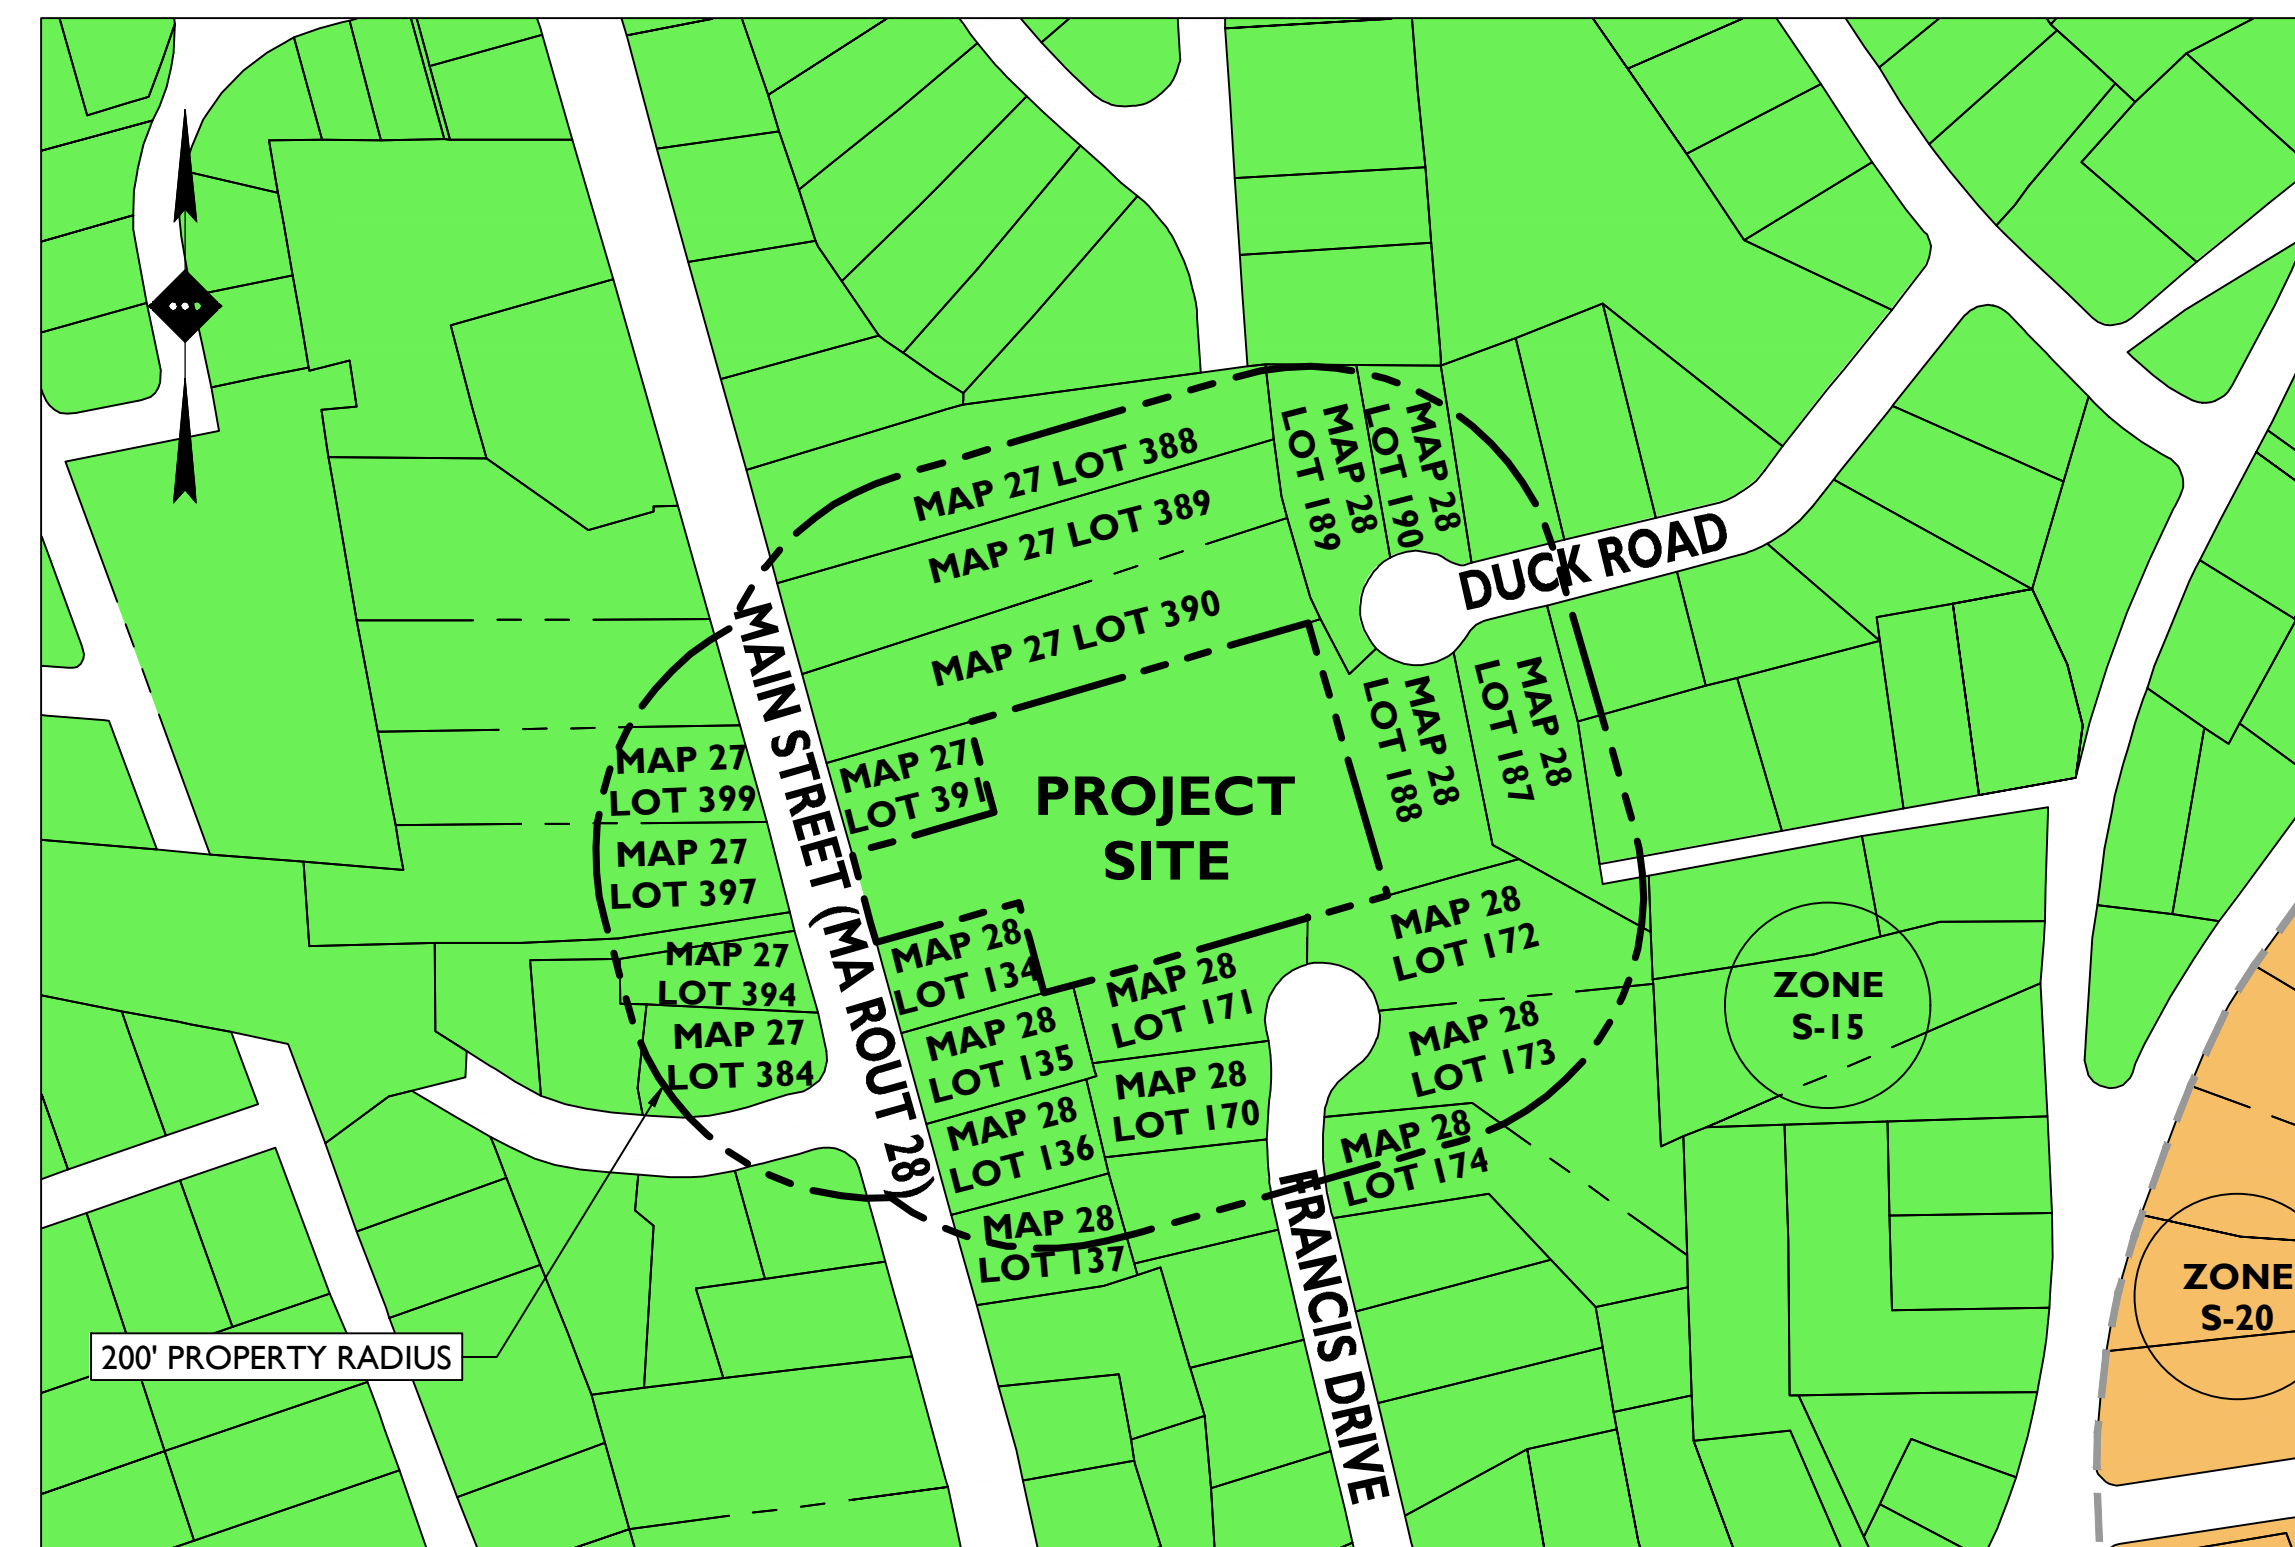 MAP 27 LOT 388
MAP 27 LOT 389
MAP 27 LOT 390
MAP 28
LOT 189
MAP 28
LOT 190
DUCK ROAD
MAIN STREET (MA ROUT 28)
MAP 27
LOT 399
MAP 27
LOT 391
PROJECT
SITE
MAP 28
LOT 188
MAP 28
LOT 187
MAP 27
LOT 397
MAP 27
LOT 394
MAP 27
LOT 384
MAP 28
LOT 134
MAP 28
LOT 171
MAP 28
LOT 172
MAP 28
LOT 135
MAP 28
LOT 170
MAP 28
LOT 173
MAP 28
LOT 136
MAP 28
LOT 174
MAP 28
LOT 137
FRANCIS DRIVE
ZONE
S-15
ZONE
S-20
200' PROPERTY RADIUS